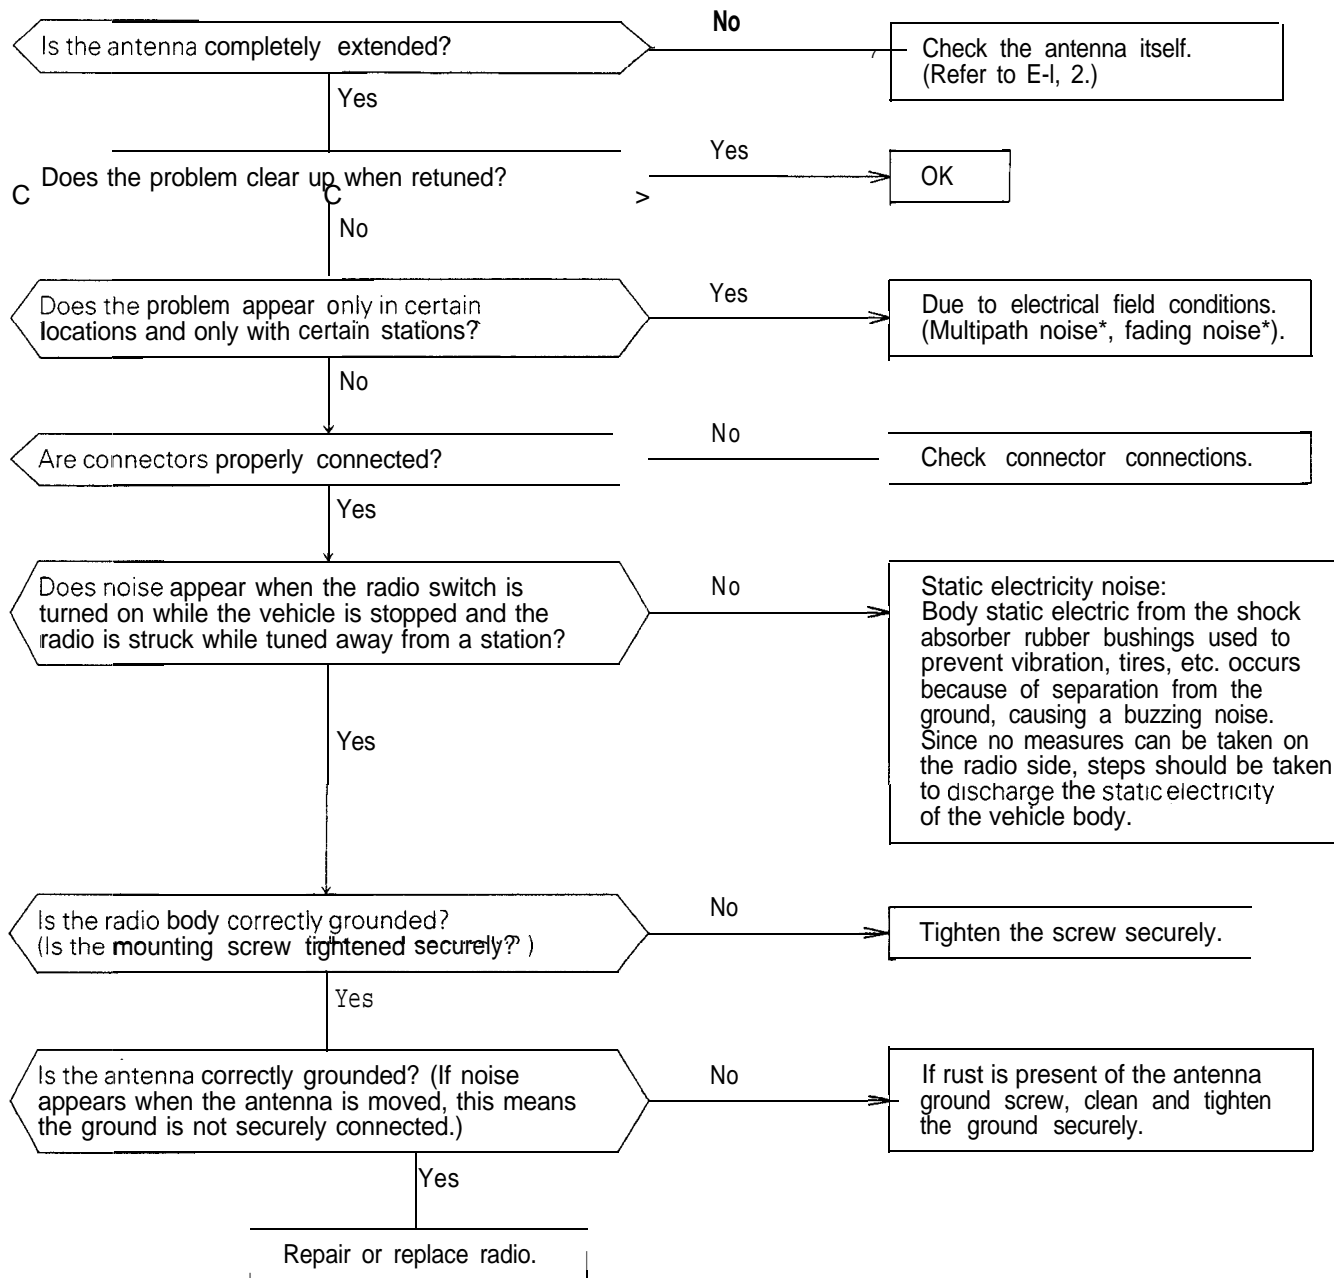 Is the antenna completely extended?
No
Check the antenna itself.
(Refer to E-I, 2.)
Yes
Does the problem clear up when retuned?
C
C
>
Yes
OK
No
Does the problem appear only in certain
locations and only with certain stations?
Yes
Due to electrical field conditions.
(Multipath noise*, fading noise*).
No
Are connectors properly connected?
No
Check connector connections.
Yes
Does noise appear when the radio switch is
turned on while the vehicle is stopped and the
radio is struck while tuned away from a station?
No
Static electricity noise:
Body static electric from the shock
absorber rubber bushings used to
prevent vibration, tires, etc. occurs
because of separation from the
ground, causing a buzzing noise.
Since no measures can be taken on
the radio side, steps should be taken
to discharge the static electricity
of the vehicle body.
Yes
Is the radio body correctly grounded?
(Is the mounting screw tightened securely?)
No
Tighten the screw securely.
Yes
Is the antenna correctly grounded? (If noise
appears when the antenna is moved, this means
the ground is not securely connected.)
No
If rust is present of the antenna
ground screw, clean and tighten
the ground securely.
Yes
Repair or replace radio.